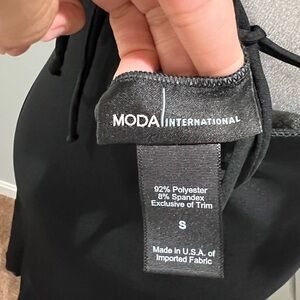 MODA INTERNATIONAL
92% Polyester
8% Spandex
Exclusive of Trim
S
Made in U.S.A. of
Imported Fabric